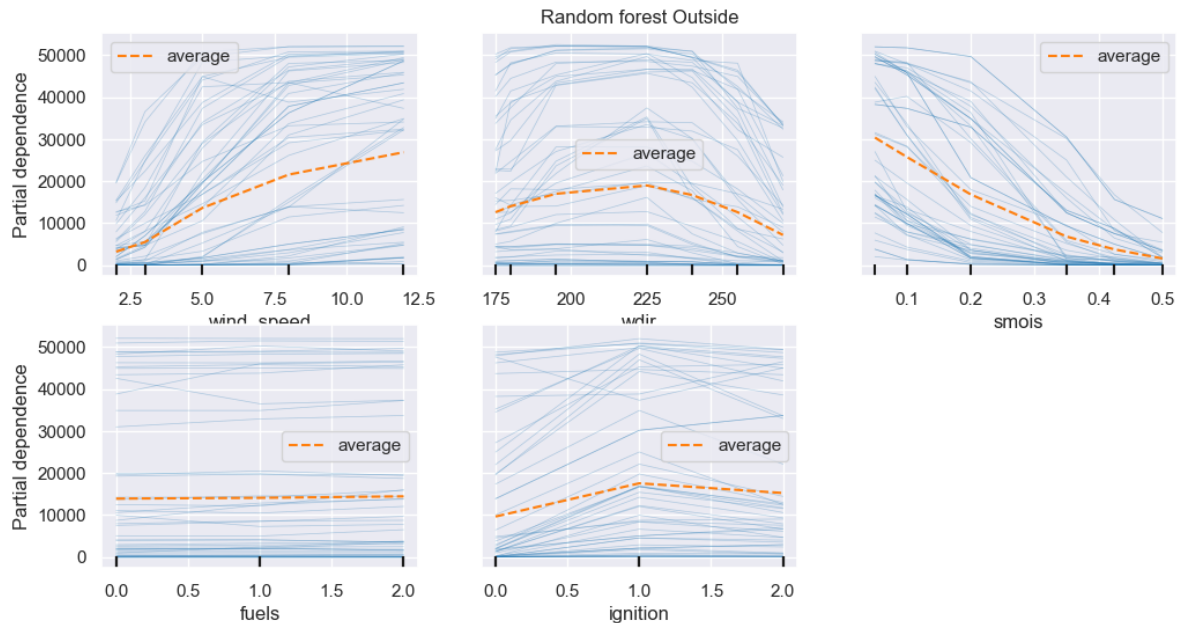 Random forest Outside
Partial dependence
50000
40000
30000
20000
10000
0
average
2.5 5.0 7.5 10.0 12.5
wind_speed
average
175 200 225 250
wdir
average
0.1 0.2 0.3 0.4 0.5
smois
Partial dependence
50000
40000
30000
20000
10000
0
average
0.0 0.5 1.0 1.5 2.0
fuels
average
0.0 0.5 1.0 1.5 2.0
ignition